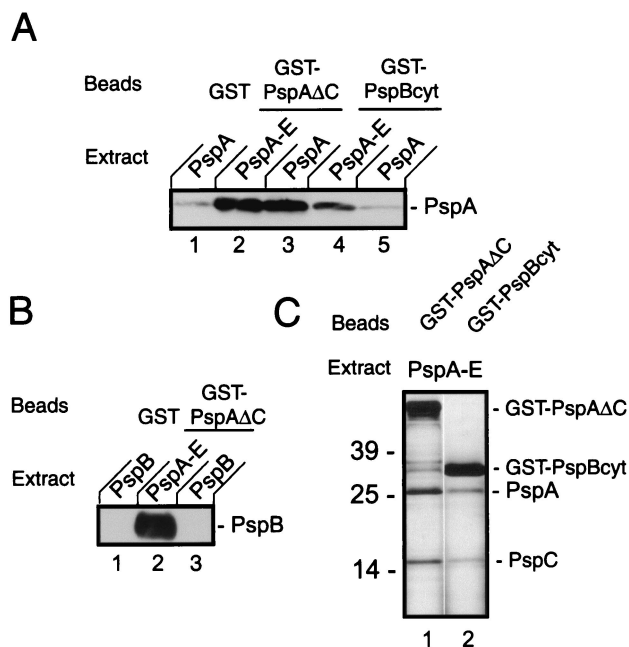 A
Beads GST GST-PspAΔC GST-PspBcyt
Extract PspA PspA-E PspA PspA-E PspA
- PspA
1 2 3 4 5
B
Beads GST GST-PspAΔC
Extract PspB PspA-E PspB
- PspB
1 2 3
C
Beads GST-PspAΔC GST-PspBcyt
Extract PspA-E
- GST-PspAΔC
39 -
- GST-PspBcyt
25 - - PspA
14 - - PspC
1 2